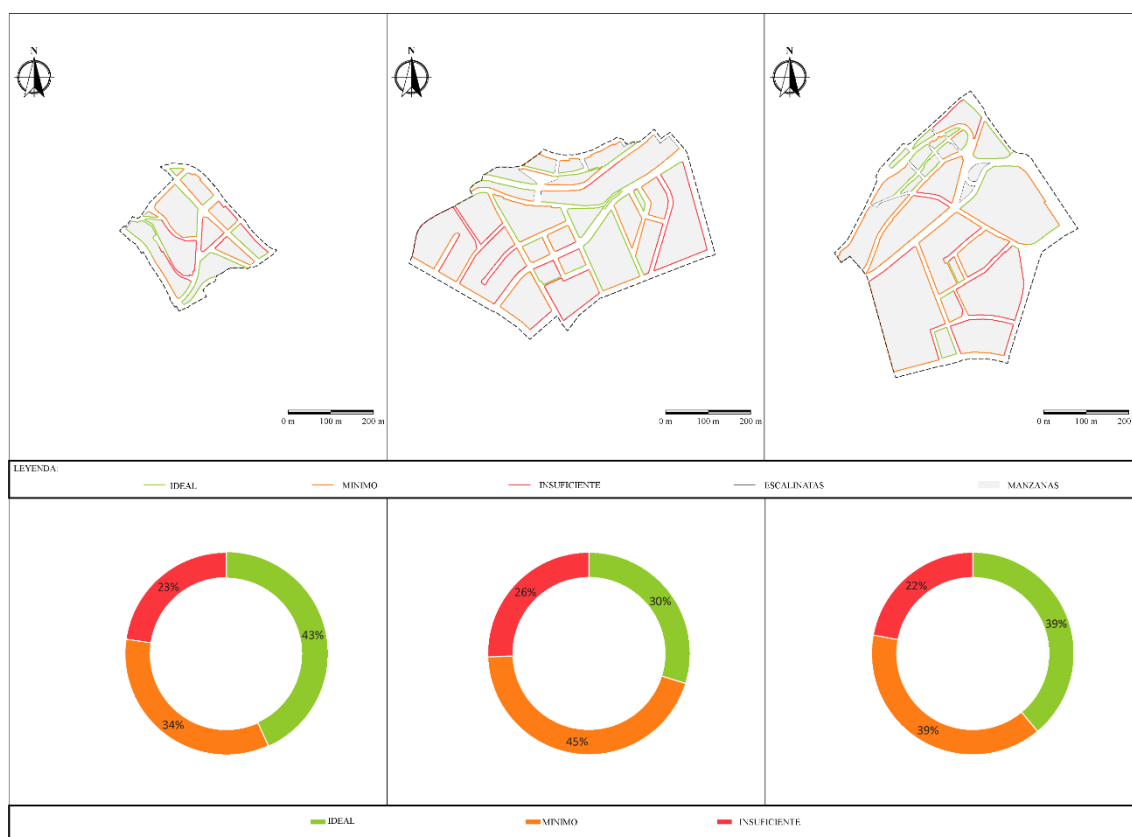 N
N
N
0 m 100 m 200 m
0 m 100 m 200 m
0 m 100 m 200
LEYENDA:
IDEAL MINIMO INSUFICIENTE ESCALINATAS MANZANAS
23%
43%
34%
26%
30%
45%
22%
39%
39%
IDEAL MINIMO INSUFICIENTE